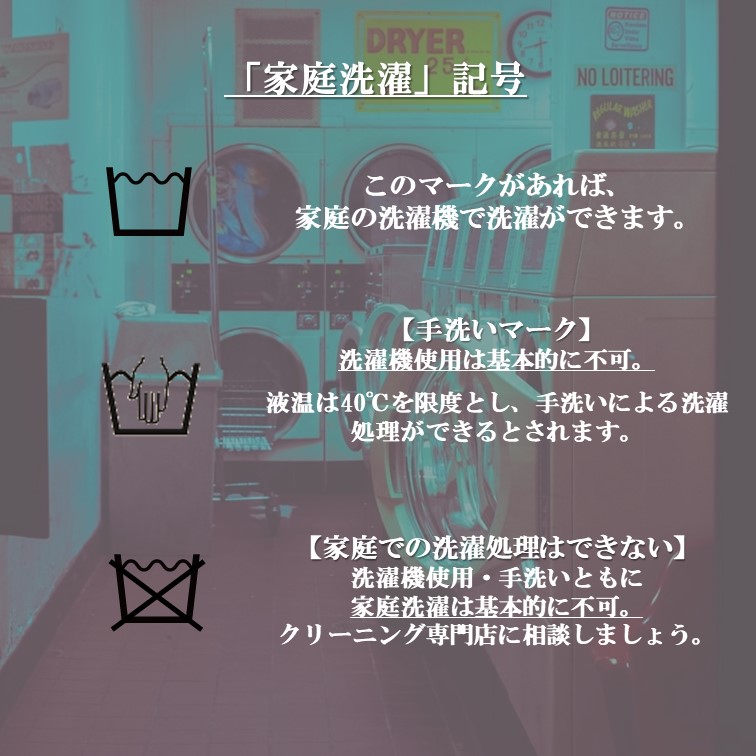 DRYER
25
NOTICE
NO LOITERING
REGULAR WASHER
「家庭洗濯」記号
このマークがあれば、
家庭の洗濯機で洗濯ができます。
【手洗いマーク】
洗濯機使用は基本的に不可。
液温は40℃を限度とし、手洗いによる洗濯
処理ができるとされます。
【家庭での洗濯処理はできない】
洗濯機使用・手洗いともに
家庭洗濯は基本的に不可。
クリーニング専門店に相談しましょう。